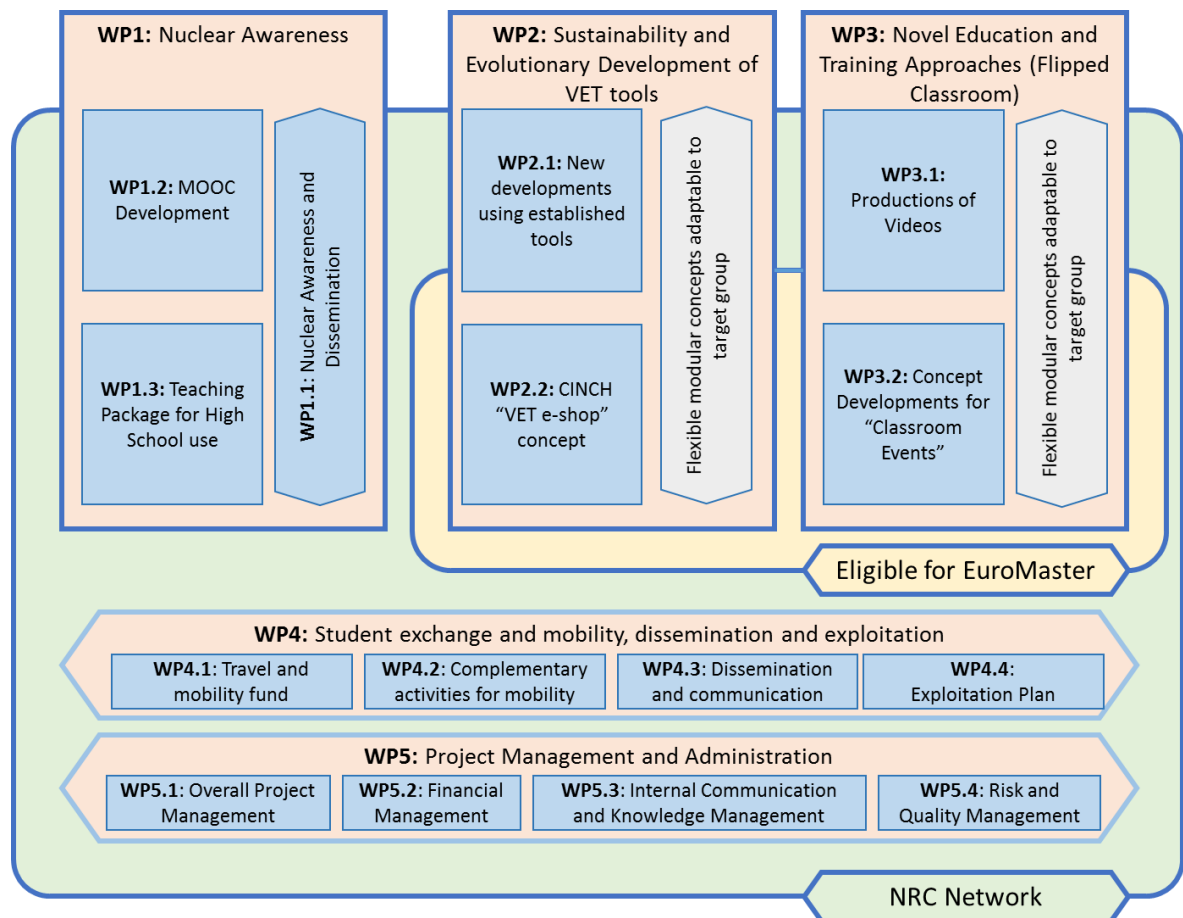 WP1: Nuclear Awareness
WP1.2: MOOC
Development
WP1.3: Teaching
Package for High
School use
WP1.1: Nuclear Awareness and
Dissemination
WP2: Sustainability and
Evolutionary Development of
VET tools
WP2.1: New
developments
using established
tools
WP2.2: CINCH
“VET e-shop”
concept
Flexible modular concepts adaptable to
target group
WP3: Novel Education and
Training Approaches (Flipped
Classroom)
WP3.1:
Productions of
Videos
WP3.2: Concept
Developments for
“Classroom
Events”
Flexible modular concepts adaptable to
target group
Eligible for EuroMaster
WP4: Student exchange and mobility, dissemination and exploitation
WP4.1: Travel and
mobility fund
WP4.2: Complementary
activities for mobility
WP4.3: Dissemination
and communication
WP4.4:
Exploitation Plan
WP5: Project Management and Administration
WP5.1: Overall Project
Management
WP5.2: Financial
Management
WP5.3: Internal Communication
and Knowledge Management
WP5.4: Risk and
Quality Management
NRC Network